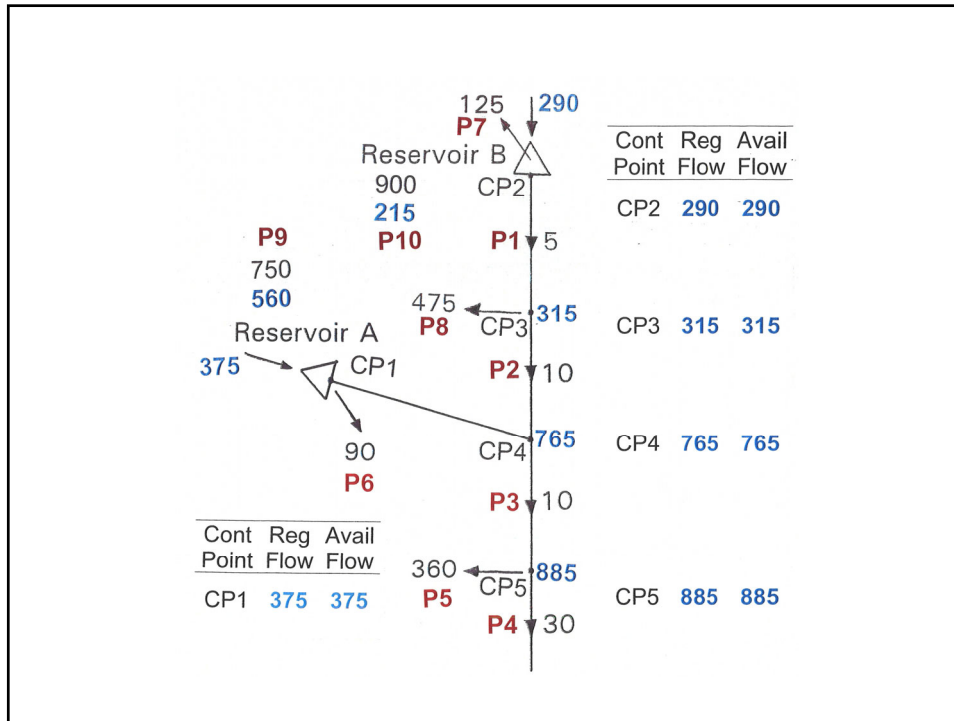 125 290
P7
Reservoir B
900
CP2
215
P9 P10 P1 5
750
560 475 315
P8 CP3
Reservoir A
375 CP1 P2 10
90 CP4 765
P6
P3 10
360 CP5 885
P5
P4 30
Cont Reg Avail
Point Flow Flow
CP2 290 290
CP3 315 315
CP4 765 765
CP5 885 885
Cont Reg Avail
Point Flow Flow
CP1 375 375